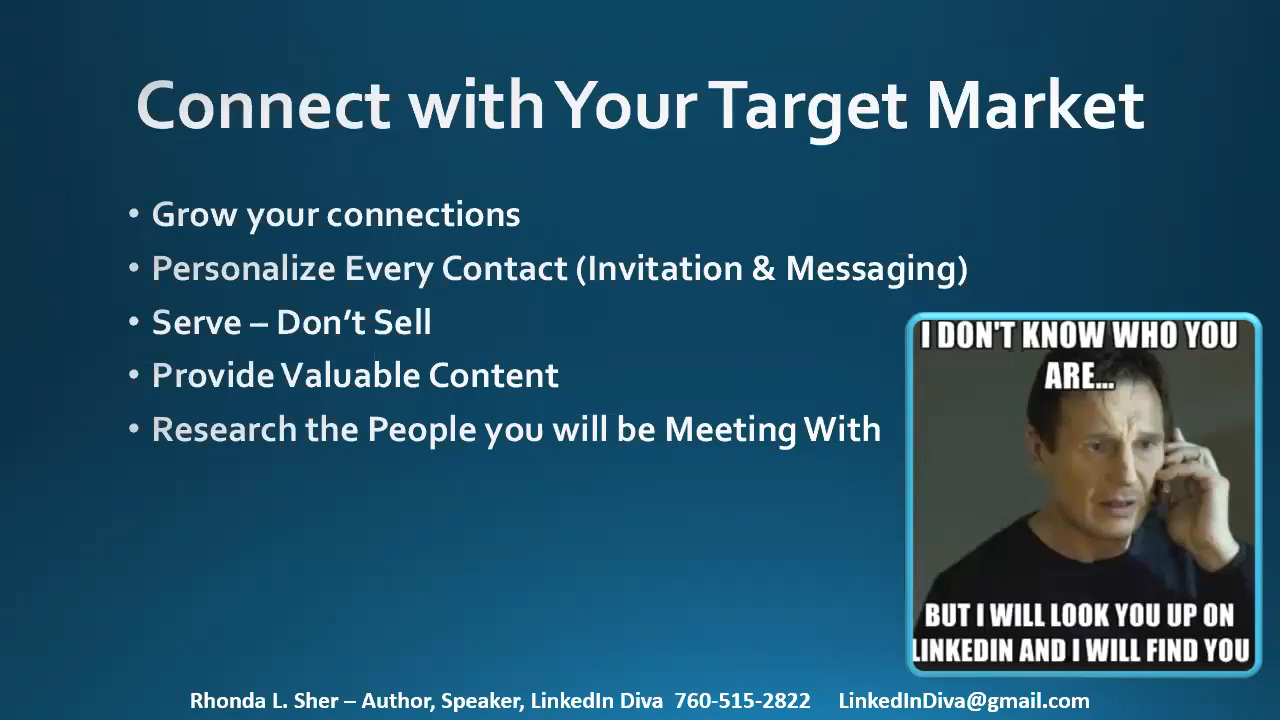 Connect with Your Target Market
• Grow your connections
• Personalize Every Contact (Invitation & Messaging)
• Serve – Don’t Sell
• Provide Valuable Content
• Research the People you will be Meeting With
I DON'T KNOW WHO YOU
ARE...
BUT I WILL LOOK YOU UP ON
LINKEDIN AND I WILL FIND YOU
Rhonda L. Sher – Author, Speaker, LinkedIn Diva 760-515-2822 LinkedInDiva@gmail.com